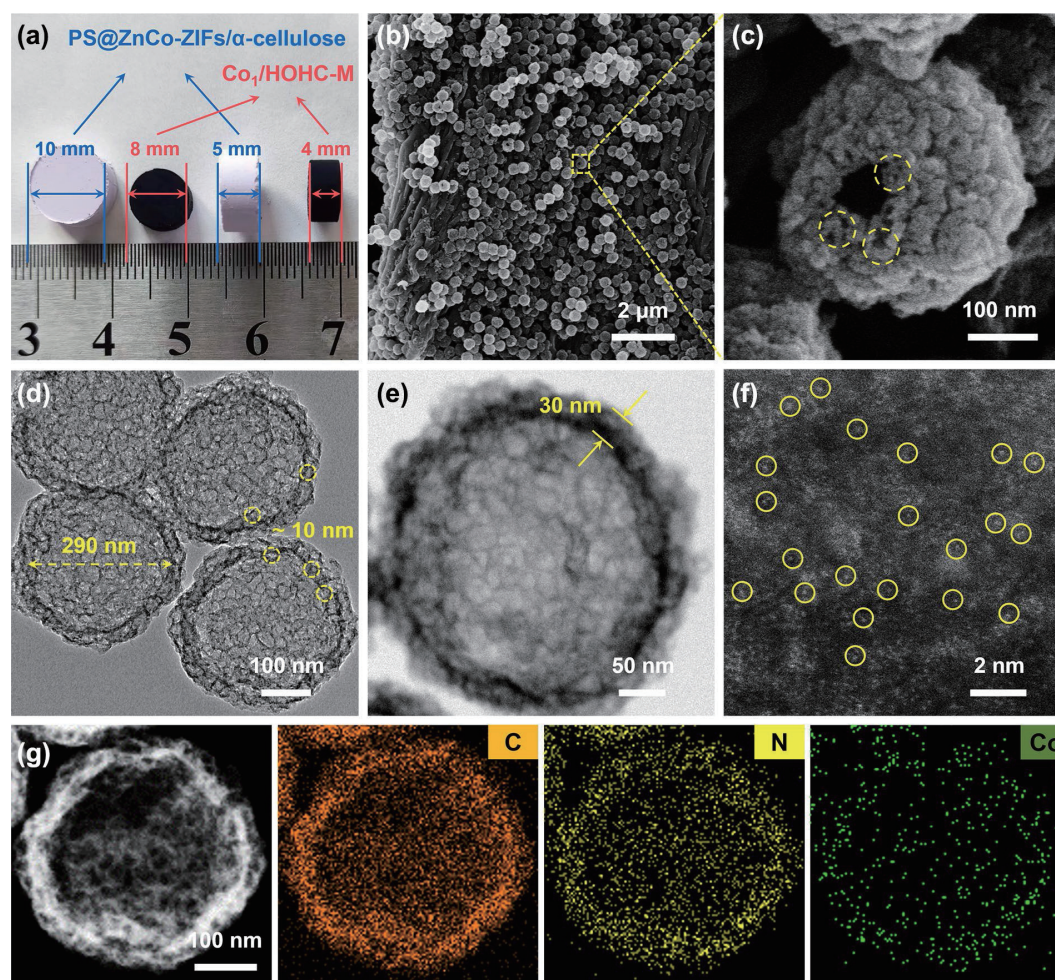 (a)
PS@ZnCo-ZIFs/α-cellulose
Co₁/HOHC-M
10 mm
8 mm
5 mm
4 mm
3 4 5 6 7
(b)
2 μm
(c)
100 nm
(d)
290 nm
~ 10 nm
100 nm
(e)
30 nm
50 nm
(f)
2 nm
(g)
100 nm
C
N
Co